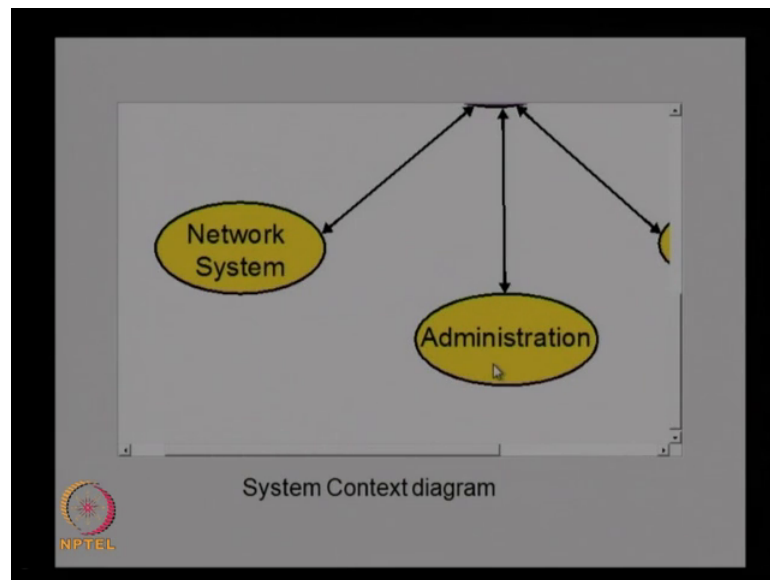 Network
System
Administration
System Context diagram
NPTEL